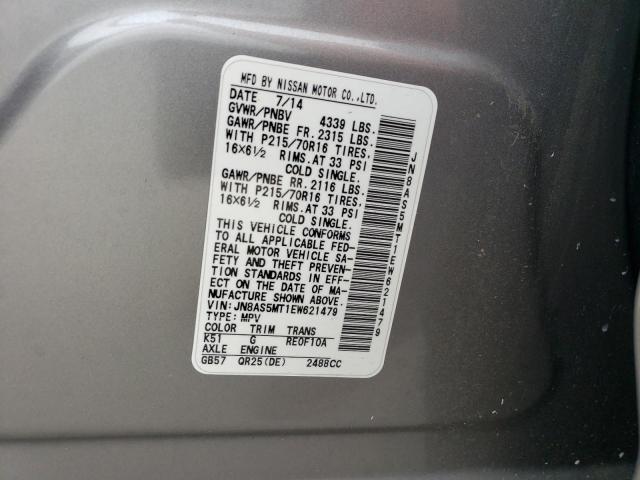 MFD BY NISSAN MOTOR CO.,LTD.
DATE 7/14
GVWR/PNBV 4339 LBS.
GAWR/PNBE FR. 2315 LBS.
WITH P215/70R16 TIRES.
16X6½ RIMS. AT 33 PSI
COLD SINGLE.
GAWR/PNBE RR. 2116 LBS.
WITH P215/70R16 TIRES.
16X6½ RIMS. AT 33 PSI
COLD SINGLE.
THIS VEHICLE CONFORMS
TO ALL APPLICABLE FED-
ERAL MOTOR VEHICLE SA-
FETY AND THEFT PREVEN-
TION STANDARDS IN EFF-
ECT ON THE DATE OF MA-
NUFACTURE SHOWN ABOVE.
VIN: JN8AS5MT1EW621479
TYPE: MPV
COLOR TRIM TRANS
K51 G RE0F10A
AXLE ENGINE
GB57 QR25(DE) 2488CC
JN8AS5MT1EW621479